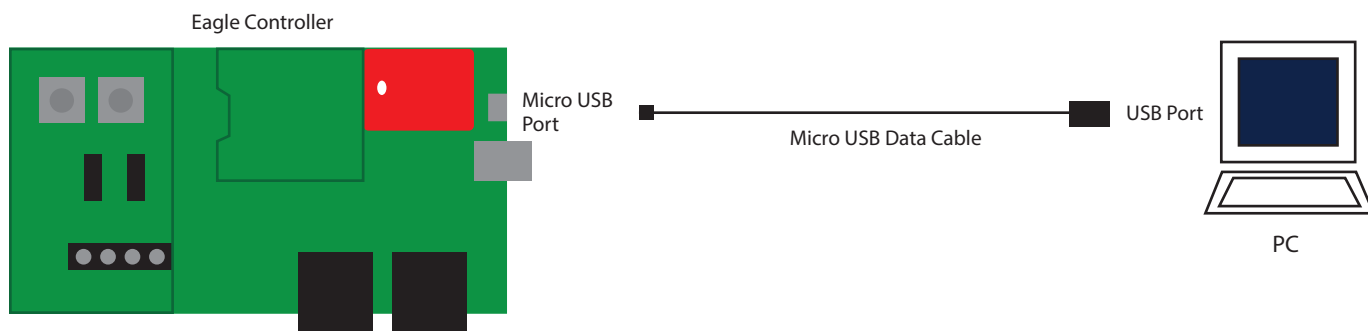 Eagle Controller
Micro USB
Port
Micro USB Data Cable
USB Port
PC